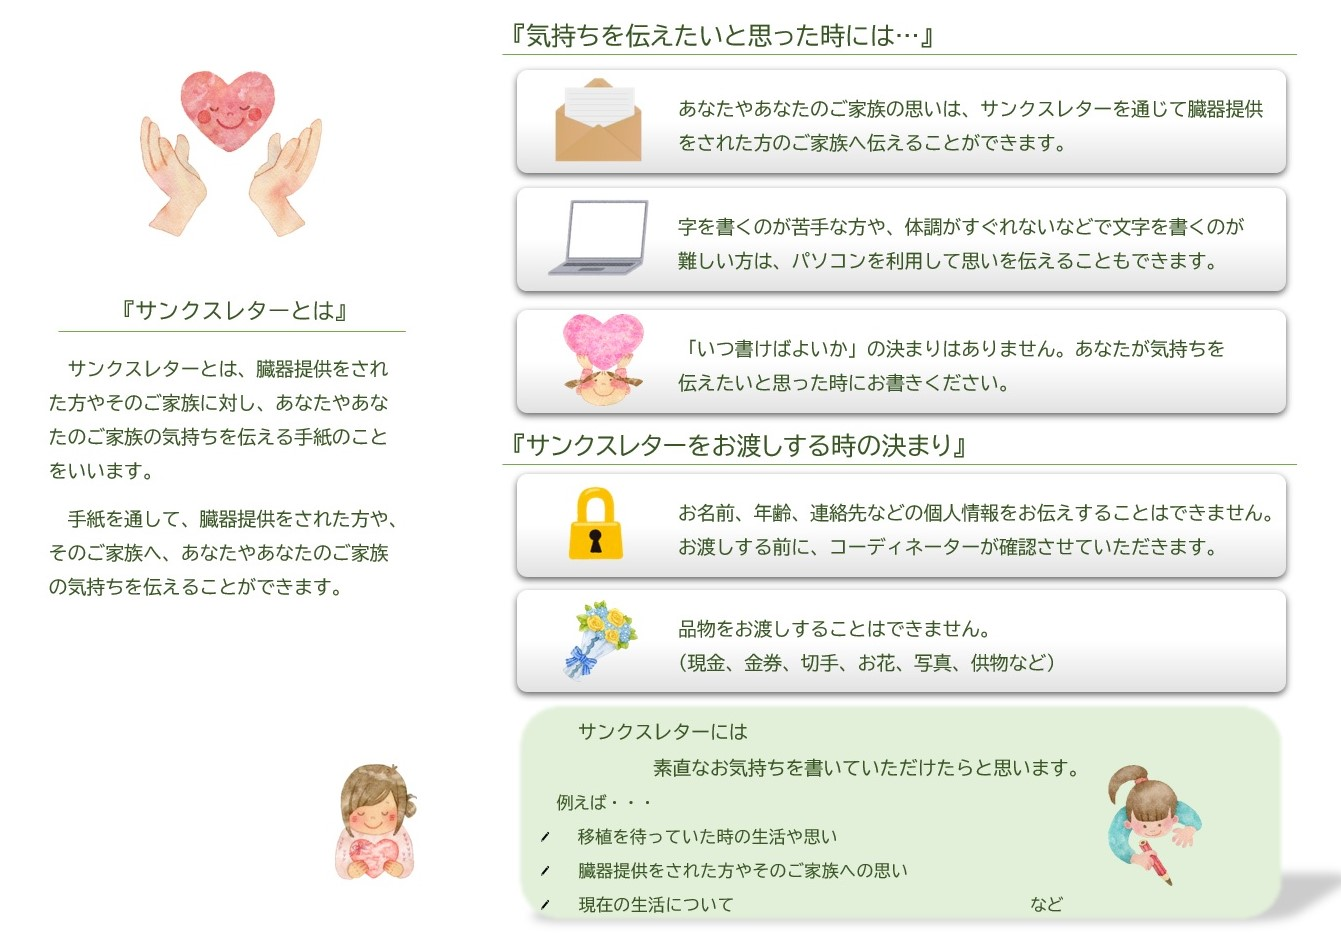 『サンクスレターとは』
　サンクスレターとは、臓器提供をされ
た方やそのご家族に対し、あなたやあな
たのご家族の気持ちを伝える手紙のこと
をいいます。
　手紙を通して、臓器提供をされた方や、
そのご家族へ、あなたやあなたのご家族
の気持ちを伝えることができます。
『気持ちを伝えたいと思った時には…』
あなたやあなたのご家族の思いは、サンクスレターを通じて臓器提供
をされた方のご家族へ伝えることができます。
字を書くのが苦手な方や、体調がすぐれないなどで文字を書くのが
難しい方は、パソコンを利用して思いを伝えることもできます。
「いつ書けばよいか」の決まりはありません。あなたが気持ちを
伝えたいと思った時にお書きください。
『サンクスレターをお渡しする時の決まり』
お名前、年齢、連絡先などの個人情報をお伝えすることはできません。
お渡しする前に、コーディネーターが確認させていただきます。
品物をお渡しすることはできません。
（現金、金券、切手、お花、写真、供物など）
サンクスレターには
素直なお気持ちを書いていただけたらと思います。
例えば・・・
移植を待っていた時の生活や思い
臓器提供をされた方やそのご家族への思い
現在の生活について　など